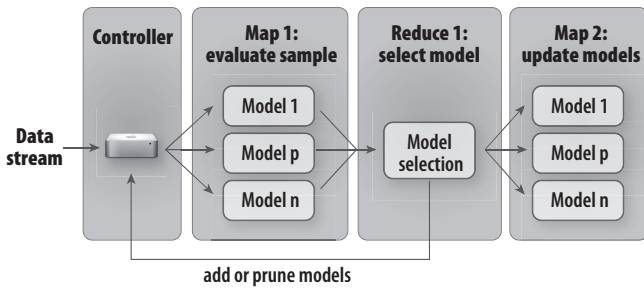 Controller
Map 1:
evaluate sample
Reduce 1:
select model
Map 2:
update models
Data
stream
Model 1
Model p
Model n
Model
selection
Model 1
Model p
Model n
add or prune models